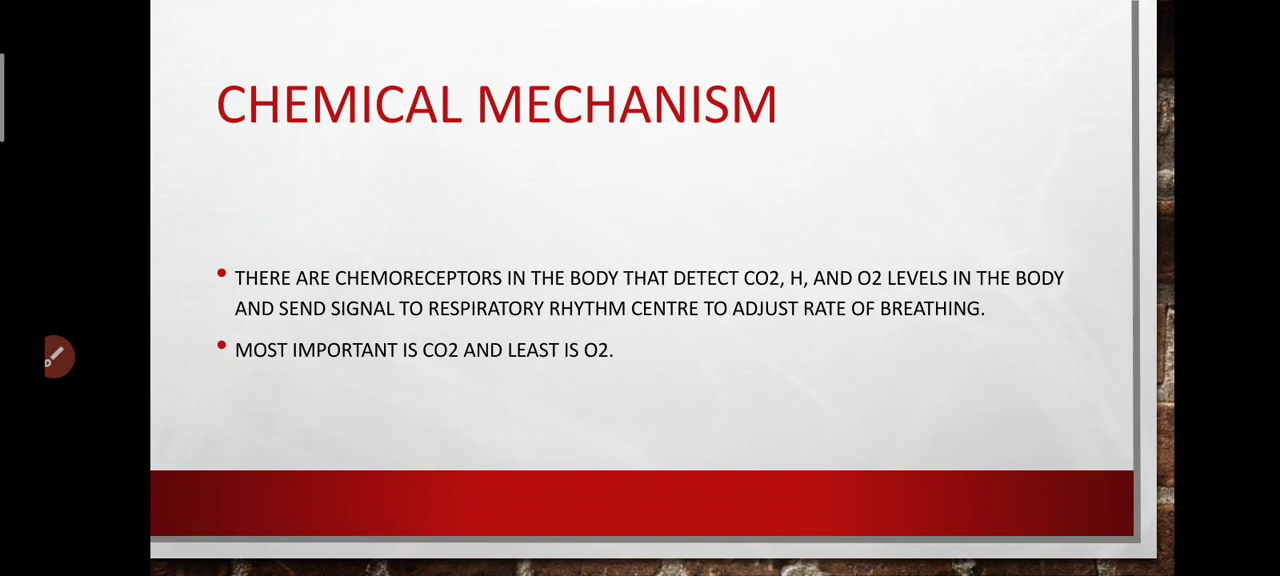 CHEMICAL MECHANISM
• THERE ARE CHEMORECEPTORS IN THE BODY THAT DETECT CO2, H, AND O2 LEVELS IN THE BODY
AND SEND SIGNAL TO RESPIRATORY RHYTHM CENTRE TO ADJUST RATE OF BREATHING.
• MOST IMPORTANT IS CO2 AND LEAST IS O2.